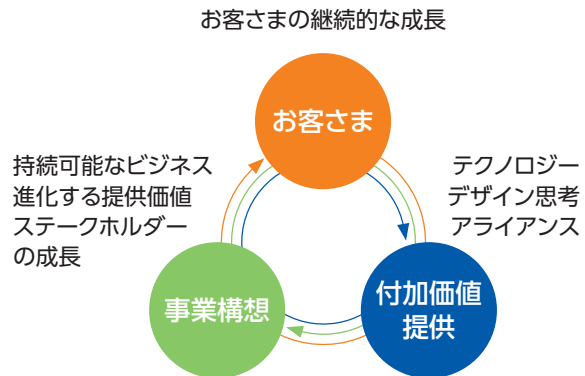 お客さまの継続的な成長
お客さま
持続可能なビジネス
進化する提供価値
ステークホルダー
の成長
テクノロジー
デザイン思考
アライアンス
事業構想
付加価値
提供